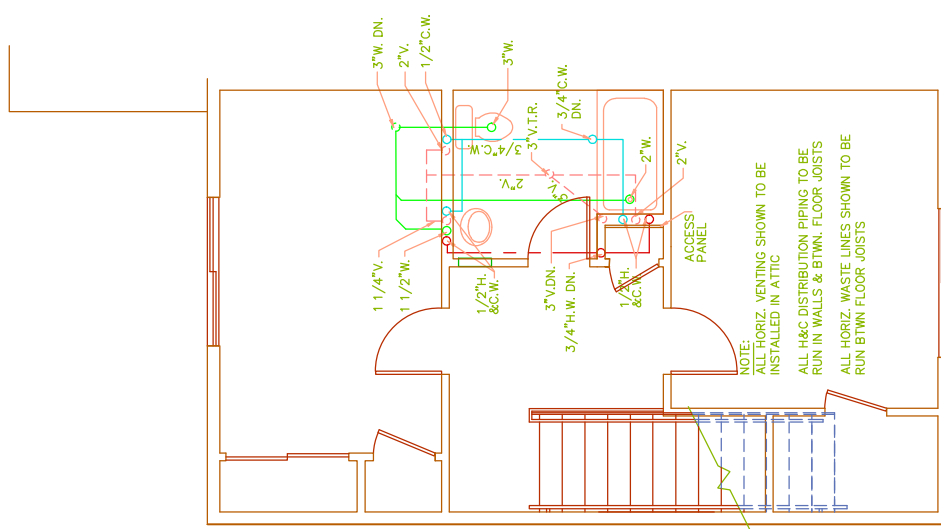 3"W. DN.
2"V.
1/2"C.W.
3"W.
3/4"C.W.
DN.
3"V.T.R.
3/4"C.W.
2"V.
3"V.
2"W.
2"V.
1 1/4"V.
1 1/2"W.
1/2"H.
&C.W.
3"V.DN.
3/4"H.W. DN.
1/2"H.
&C.W.
ACCESS
PANEL
NOTE:
ALL HORIZ. VENTING SHOWN TO BE
INSTALLED IN ATTIC
ALL H&C DISTRIBUTION PIPING TO BE
RUN IN WALLS & BTWN. FLOOR JOISTS
ALL HORIZ. WASTE LINES SHOWN TO BE
RUN BTWN FLOOR JOISTS